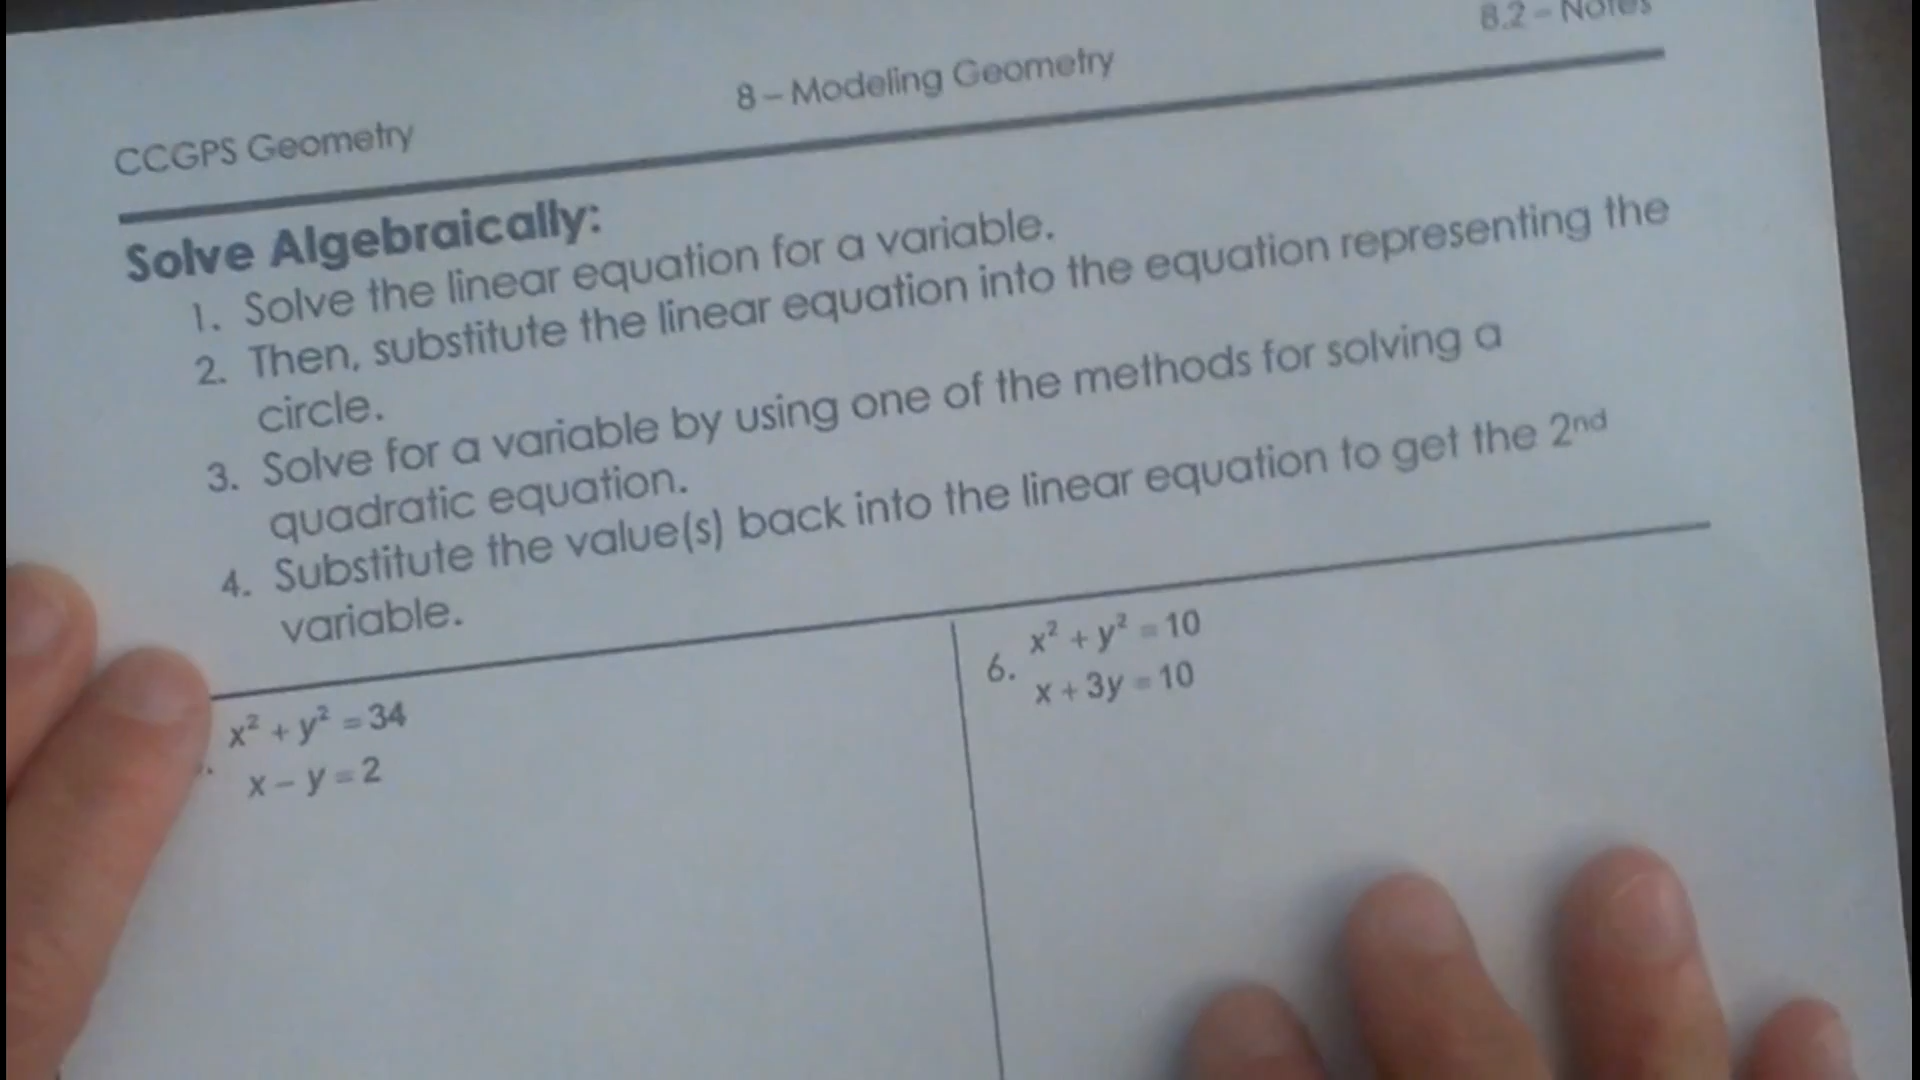 8.2 – Notes
8 – Modeling Geometry
CCGPS Geometry
Solve Algebraically:
1. Solve the linear equation for a variable.
2. Then, substitute the linear equation into the equation representing the
circle.
3. Solve for a variable by using one of the methods for solving a
quadratic equation.
4. Substitute the value(s) back into the linear equation to get the 2nd
variable.
x² + y² = 34
x – y = 2
6. x² + y² = 10
x + 3y = 10